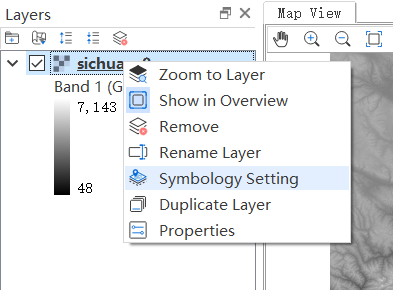 Layers
Map View
sichua
Band 1 (G
7,143
48
Zoom to Layer
Show in Overview
Remove
Rename Layer
Symbology Setting
Duplicate Layer
Properties